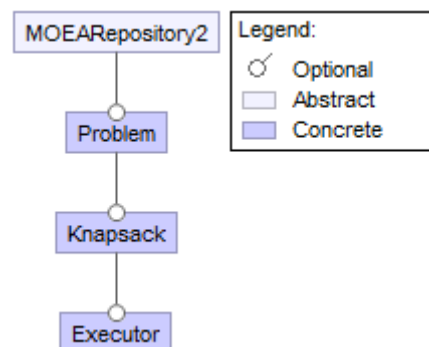 MOEARepository2
Legend:
Optional
Abstract
Concrete
Problem
Knapsack
Executor